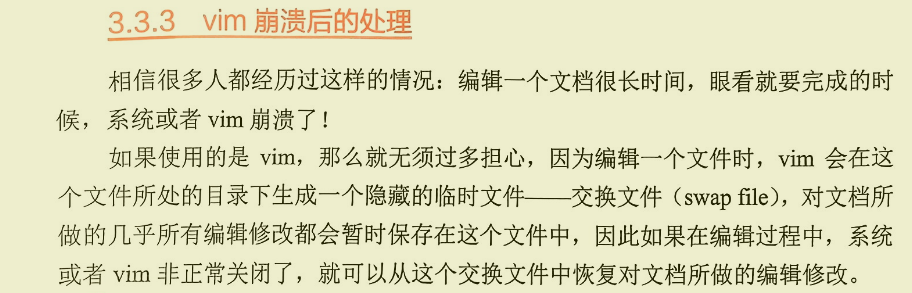 3.3.3 vim 崩溃后的处理
相信很多人都经历过这样的情况：编辑一个文档很长时间，眼看就要完成的时
候，系统或者 vim 崩溃了！
如果使用的是 vim，那么就无须过多担心，因为编辑一个文件时，vim 会在这
个文件所处的目录下生成一个隐藏的临时文件——交换文件（swap file），对文档所
做的几乎所有编辑修改都会暂时保存在这个文件中，因此如果在编辑过程中，系统
或者 vim 非正常关闭了，就可以从这个交换文件中恢复对文档所做的编辑修改。